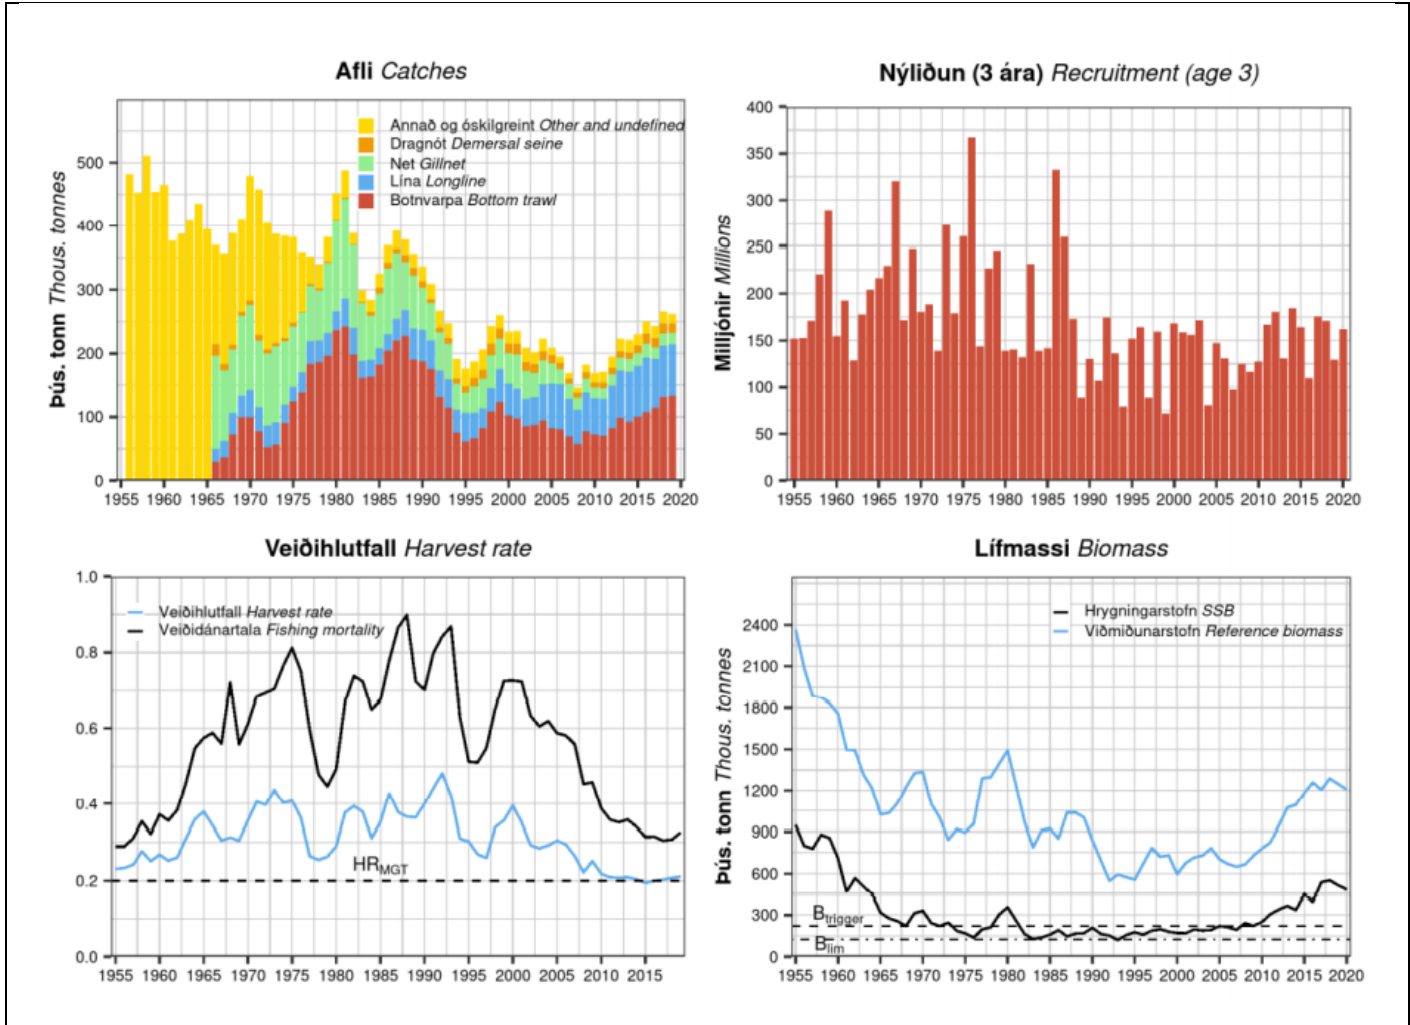 Afli Catches
Þús. tonn Thous. tonnes
500
400
300
200
100
0
Annað og óskilgreint Other and undefined
Dragnót Demersal seine
Net Gillnet
Lína Longline
Botnvarpa Bottom trawl
1955 1960 1965 1970 1975 1980 1985 1990 1995 2000 2005 2010 2015 2020
Nýliðun (3 ára) Recruitment (age 3)
Milljónir Millions
400
350
300
250
200
150
100
50
0
1955 1960 1965 1970 1975 1980 1985 1990 1995 2000 2005 2010 2015 2020
Veiðihlutfall Harvest rate
1.0
0.8
0.6
0.4
0.2
0.0
Veiðihlutfall Harvest rate
Veiðidánartala Fishing mortality
HRMGT
1955 1960 1965 1970 1975 1980 1985 1990 1995 2000 2005 2010 2015
Lífmassi Biomass
Þús. tonn Thous. tonnes
2400
2100
1800
1500
1200
900
600
300
0
Hrygningarstofn SSB
Viðmiðunarstofn Reference biomass
Btrigger
Blim
1955 1960 1965 1970 1975 1980 1985 1990 1995 2000 2005 2010 2015 2020